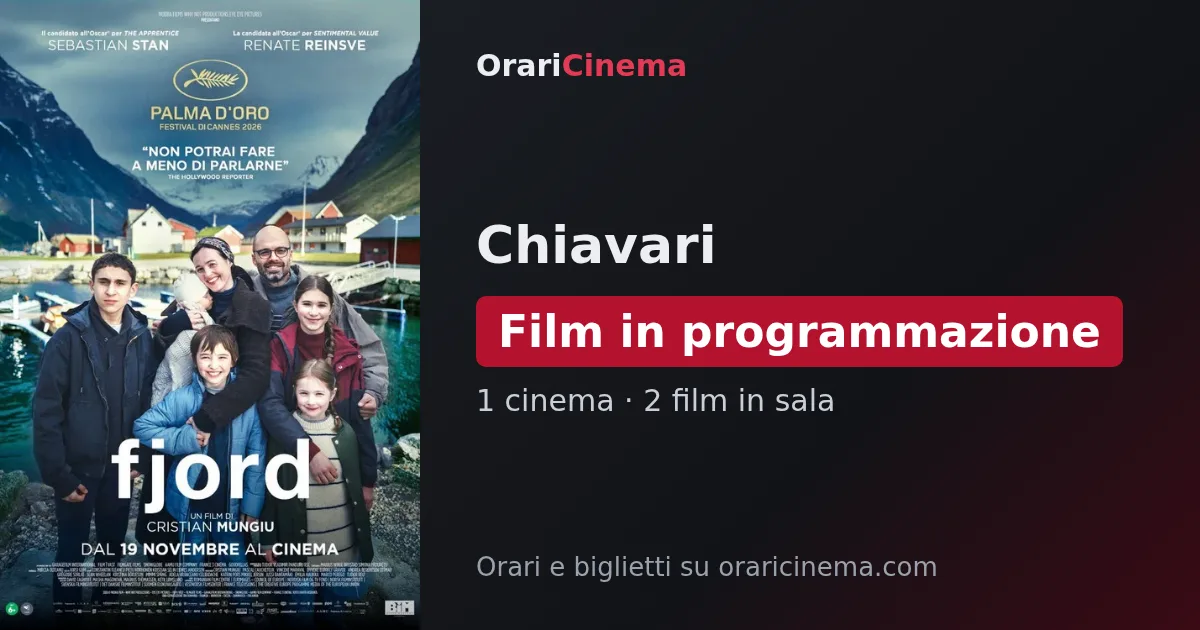 Il candidato all'Oscar® per THE APPRENTICE
SEBASTIAN STAN
La candidata all'Oscar® per SENTIMENTAL VALUE
RENATE REINSVE
PALMA D'ORO
FESTIVAL DI CANNES 2026
“NON POTRAI FARE
A MENO DI PARLARNE”
THE HOLLYWOOD REPORTER
fjord
UN FILM DI
CRISTIAN MUNGIU
DAL 19 NOVEMBRE AL CINEMA
BiM
OrariCinema
Chiavari
Film in programmazione
1 cinema · 2 film in sala
Orari e biglietti su oraricinema.com